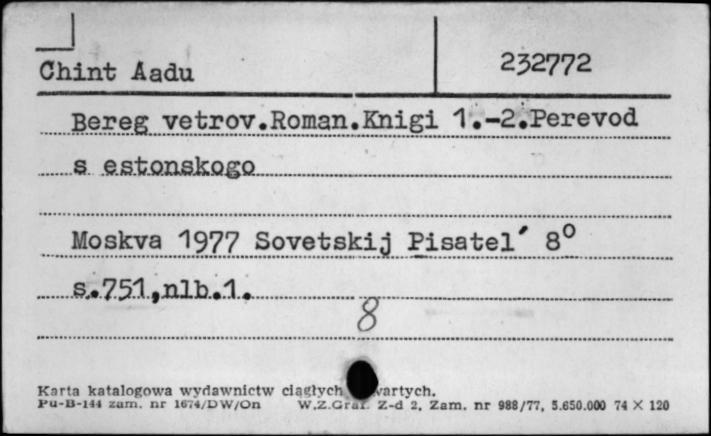 Chint Aadu
232772
Bereg vetrov.Roman.Knigi 1.-2.Perevod
s estonskogo
Moskva 1977 Sovetskij Pisatel´ 8°
s.751,nlb.1.
8
Karta katalogowa wydawnictw ciągłych
Pu-B-144 zam. nr 1674/DW/On W.Z.Graf. Z-d 2, Zam. nr 988/77, 5.650.000 74 × 120